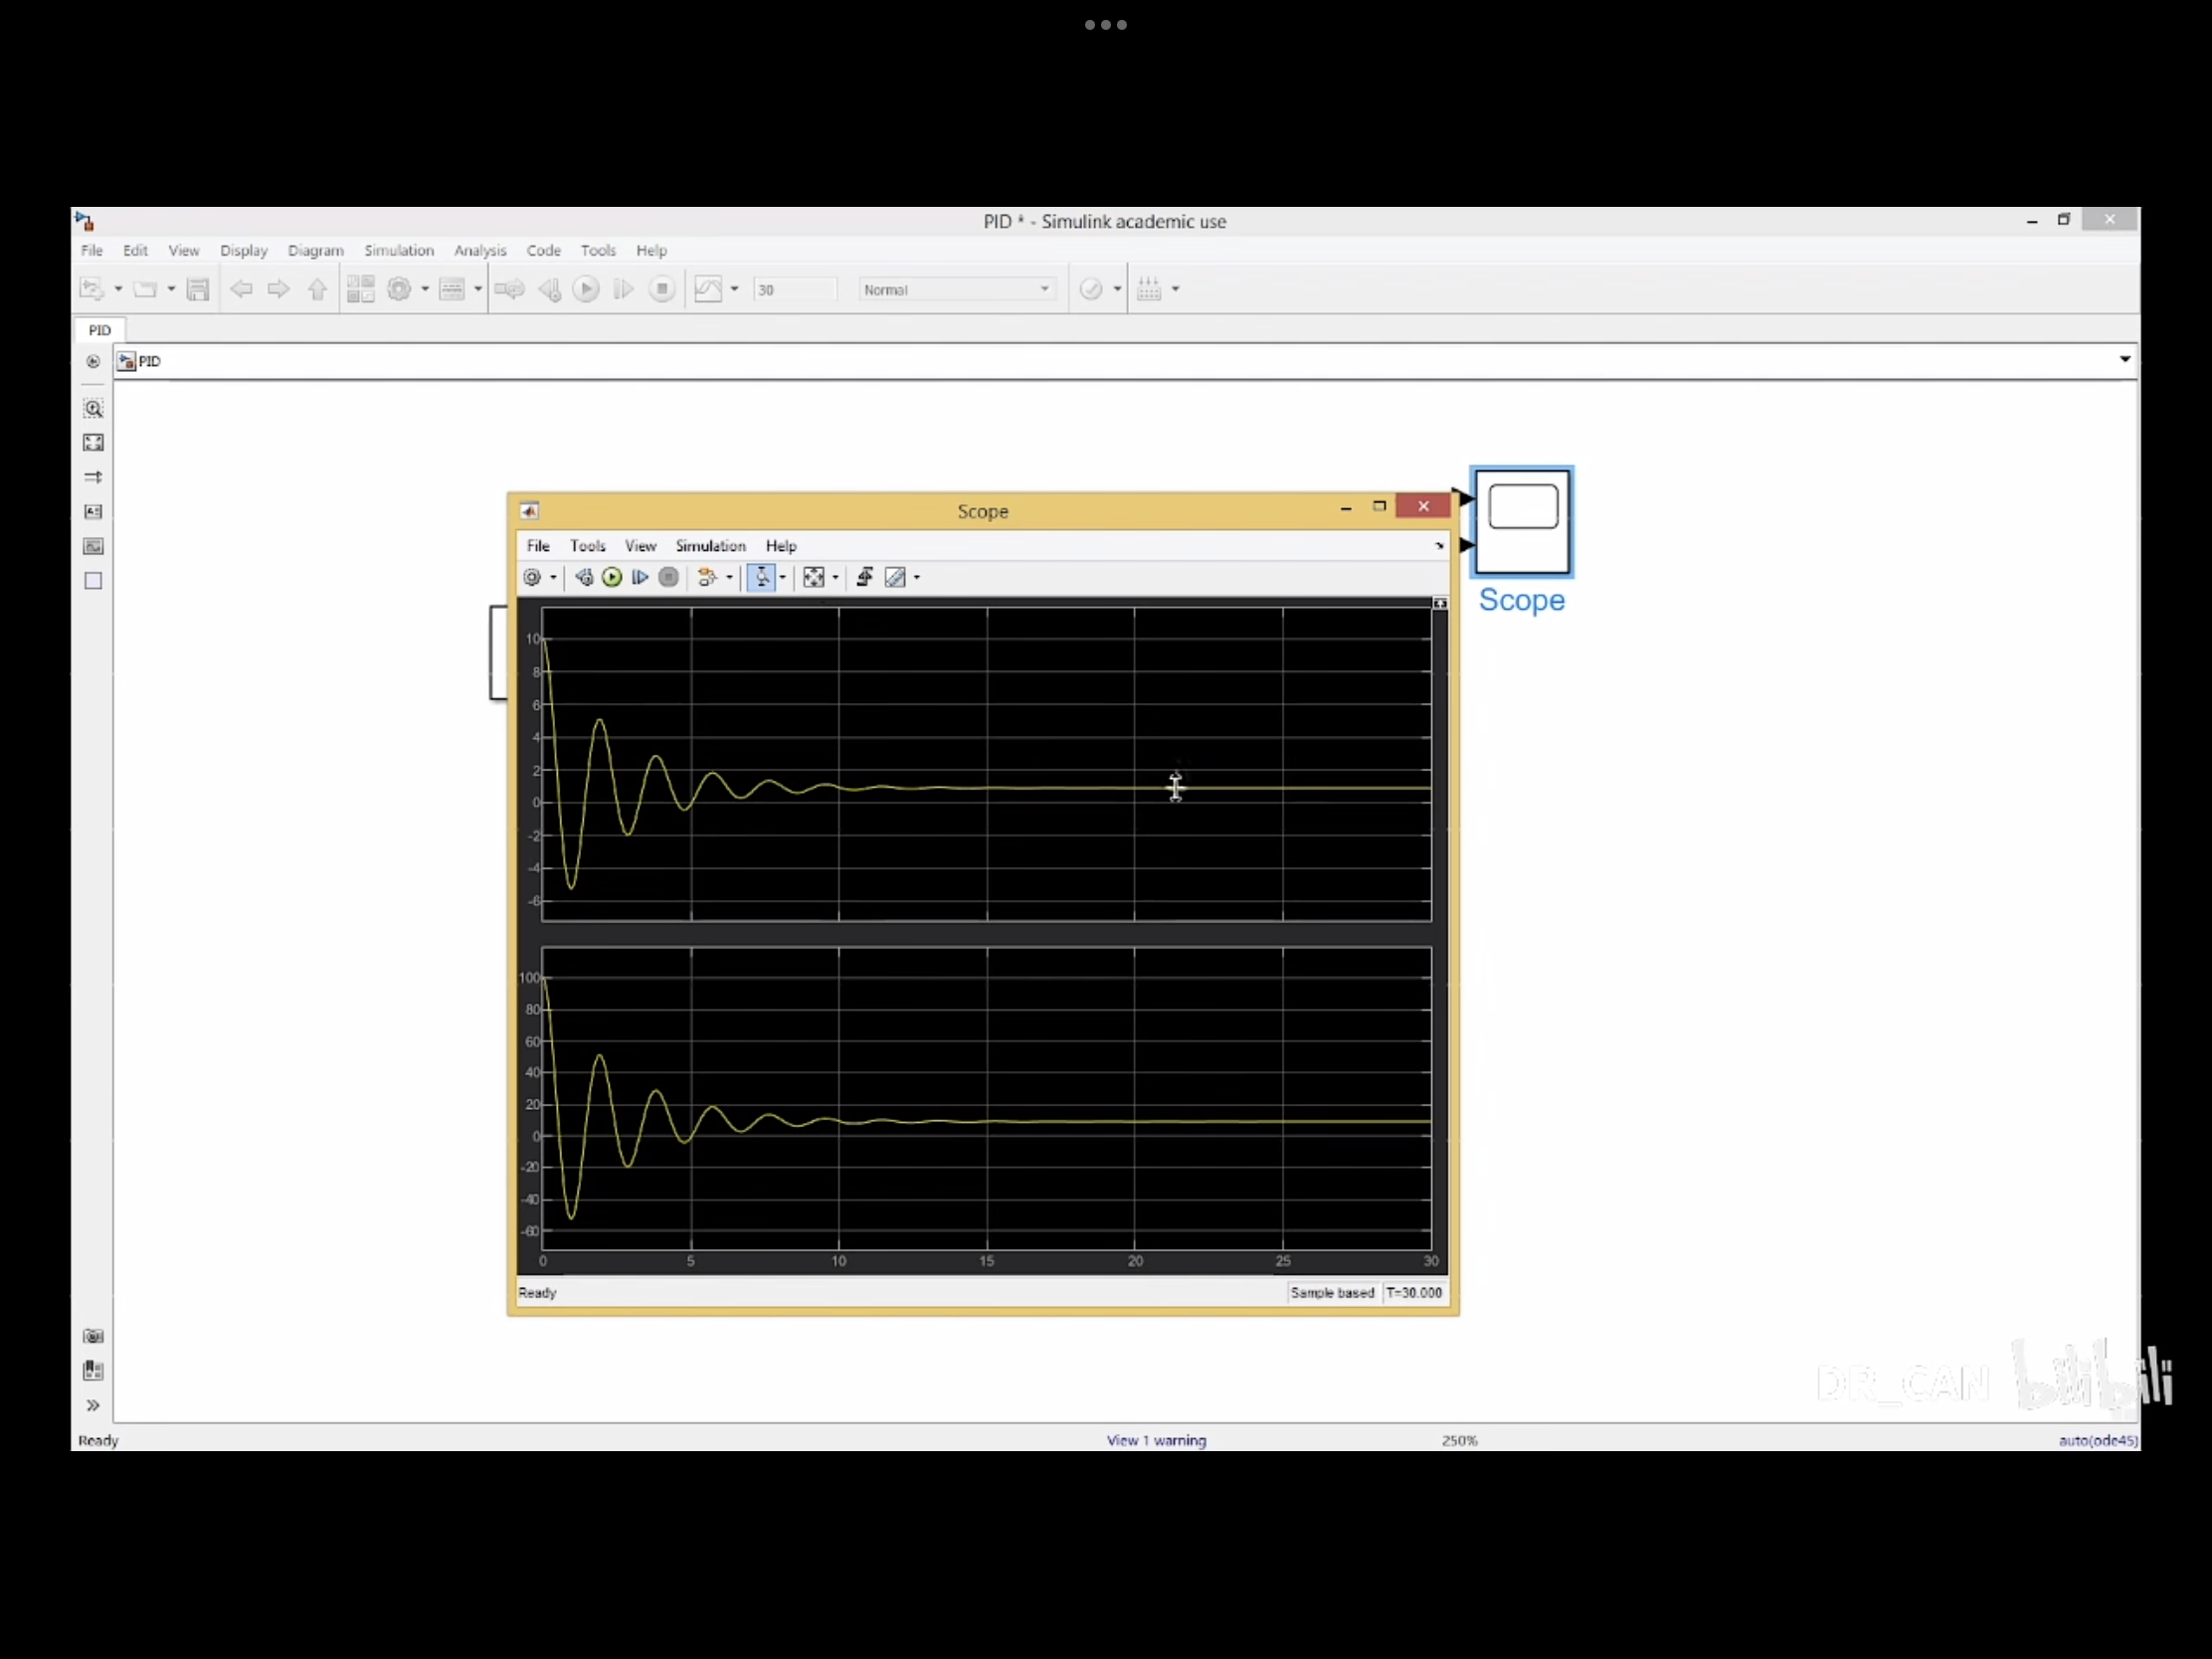 PID * - Simulink academic use
File Edit View Display Diagram Simulation Analysis Code Tools Help
30 Normal
PID
PID
Scope
File Tools View Simulation Help
Scope
10
8
6
4
2
0
-2
-4
-6
100
80
60
40
20
0
-20
-40
-60
0 5 10 15 20 25 30
Ready Sample based T=30.000
DR_CAN bilibili
Ready View 1 warning 250% auto(ode45)